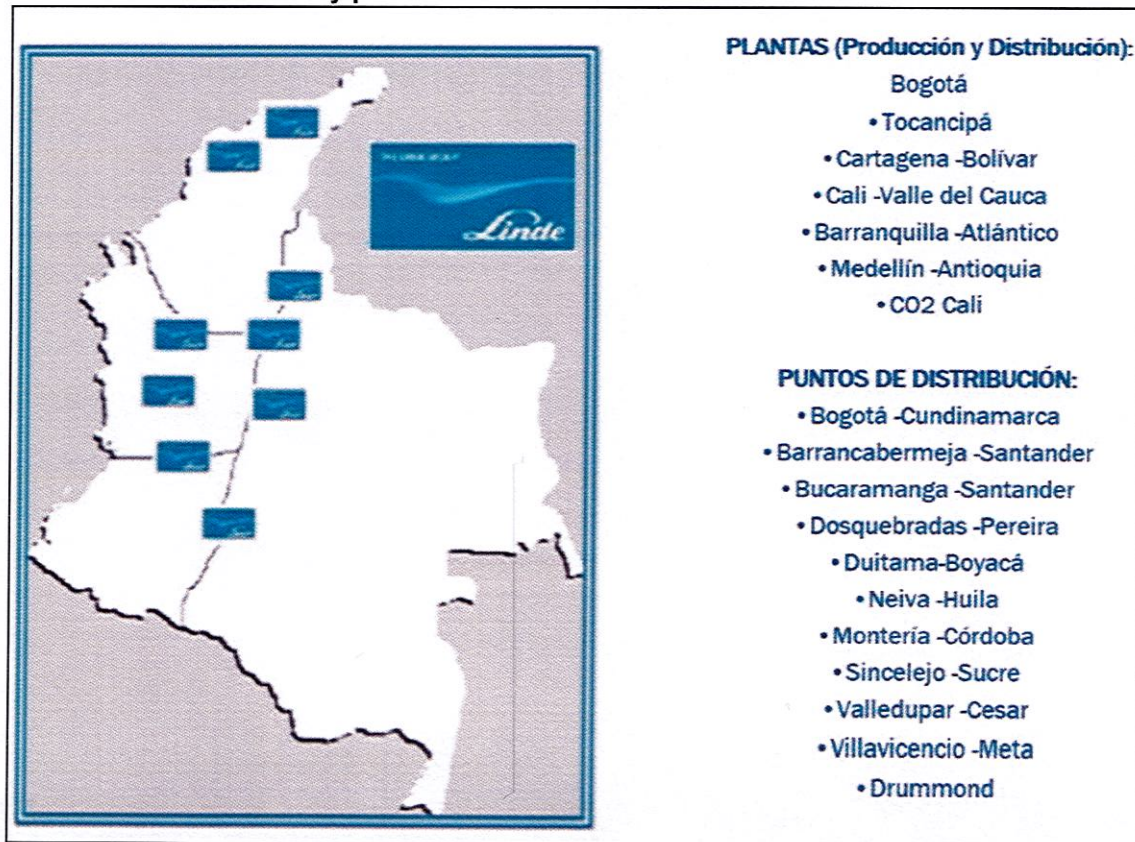 PLANTAS (Producción y Distribución):
Bogotá
• Tocancipá
• Cartagena -Bolívar
• Cali -Valle del Cauca
• Barranquilla -Atlántico
• Medellín -Antioquia
• CO2 Cali
PUNTOS DE DISTRIBUCIÓN:
• Bogotá -Cundinamarca
• Barrancabermeja -Santander
• Bucaramanga -Santander
• Dosquebradas -Pereira
• Duitama-Boyacá
• Neiva -Huila
• Montería -Córdoba
• Sincelejo -Sucre
• Valledupar -Cesar
• Villavicencio -Meta
• Drummond
Linde